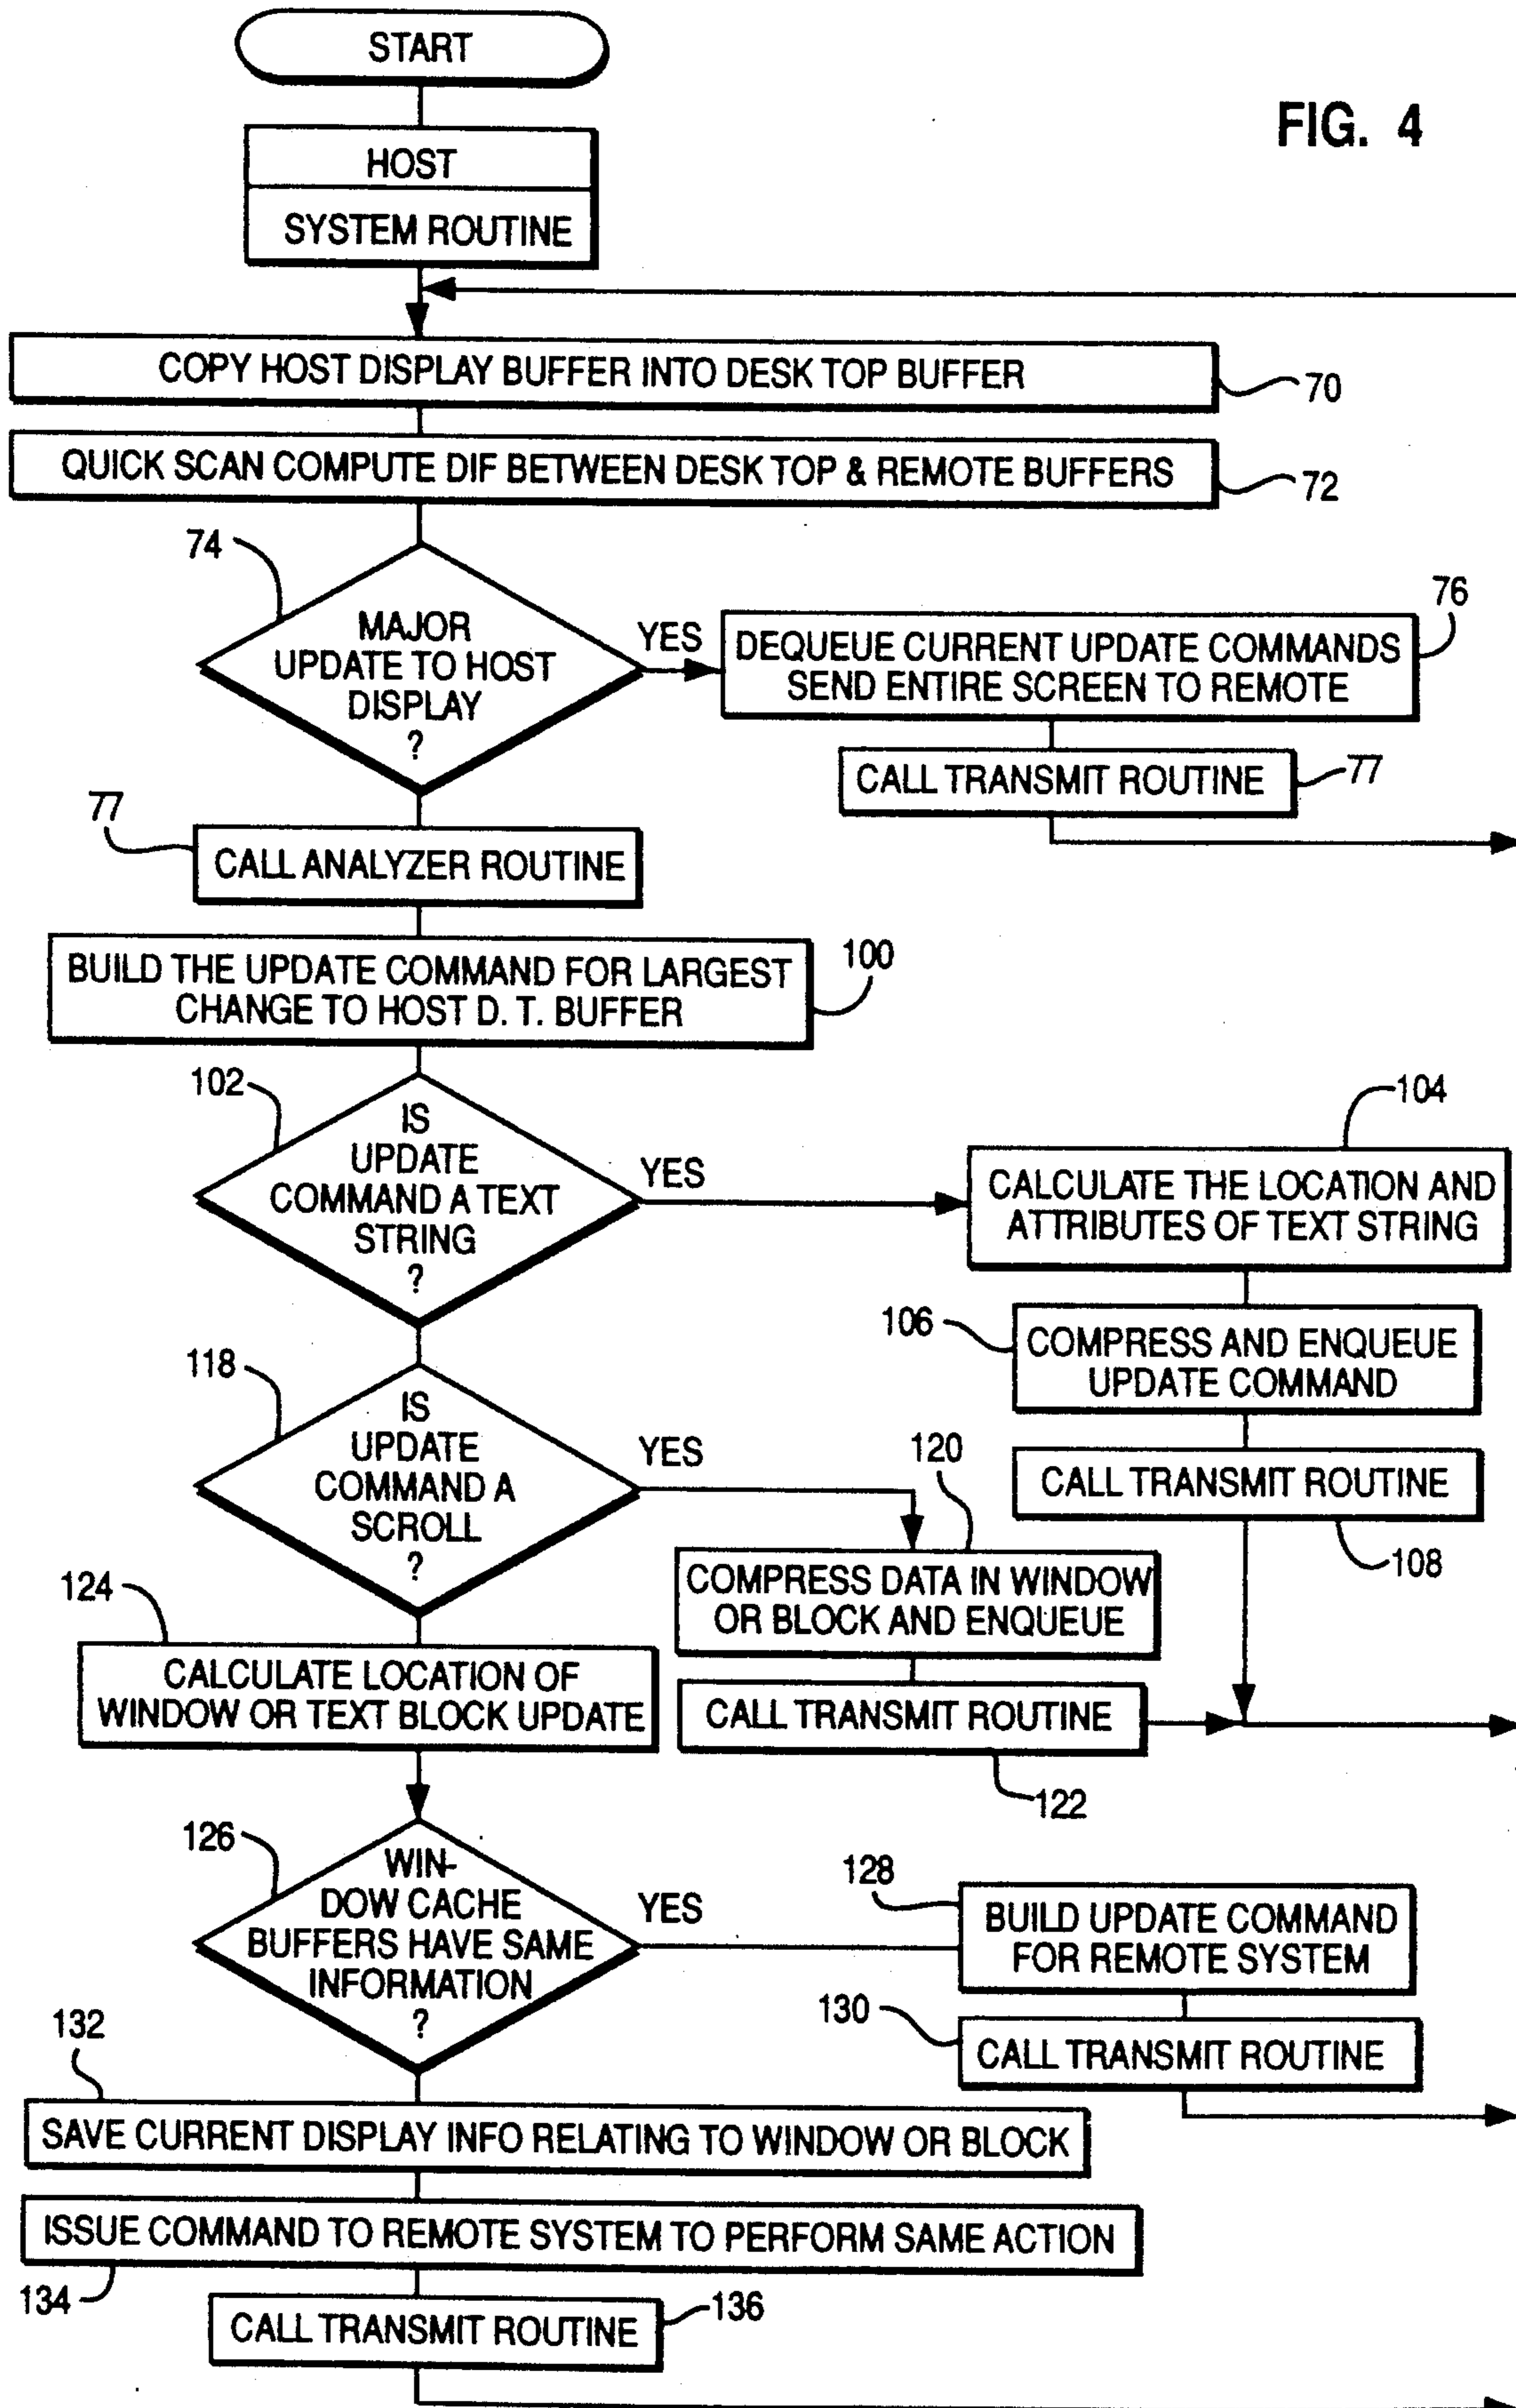 START
FIG. 4
HOST
SYSTEM ROUTINE
COPY HOST DISPLAY BUFFER INTO DESK TOP BUFFER
70
QUICK SCAN COMPUTE DIF BETWEEN DESK TOP & REMOTE BUFFERS
72
74
MAJOR
UPDATE TO HOST
DISPLAY
?
YES
76
DEQUEUE CURRENT UPDATE COMMANDS
SEND ENTIRE SCREEN TO REMOTE
CALL TRANSMIT ROUTINE
77
77
CALL ANALYZER ROUTINE
BUILD THE UPDATE COMMAND FOR LARGEST
CHANGE TO HOST D. T. BUFFER
100
102
IS
UPDATE
COMMAND A TEXT
STRING
?
YES
104
CALCULATE THE LOCATION AND
ATTRIBUTES OF TEXT STRING
106
COMPRESS AND ENQUEUE
UPDATE COMMAND
CALL TRANSMIT ROUTINE
108
118
IS
UPDATE
COMMAND A
SCROLL
?
YES
120
COMPRESS DATA IN WINDOW
OR BLOCK AND ENQUEUE
CALL TRANSMIT ROUTINE
122
124
CALCULATE LOCATION OF
WINDOW OR TEXT BLOCK UPDATE
126
WIN-
DOW CACHE
BUFFERS HAVE SAME
INFORMATION
?
YES
128
BUILD UPDATE COMMAND
FOR REMOTE SYSTEM
130
CALL TRANSMIT ROUTINE
132
SAVE CURRENT DISPLAY INFO RELATING TO WINDOW OR BLOCK
ISSUE COMMAND TO REMOTE SYSTEM TO PERFORM SAME ACTION
134
CALL TRANSMIT ROUTINE
136